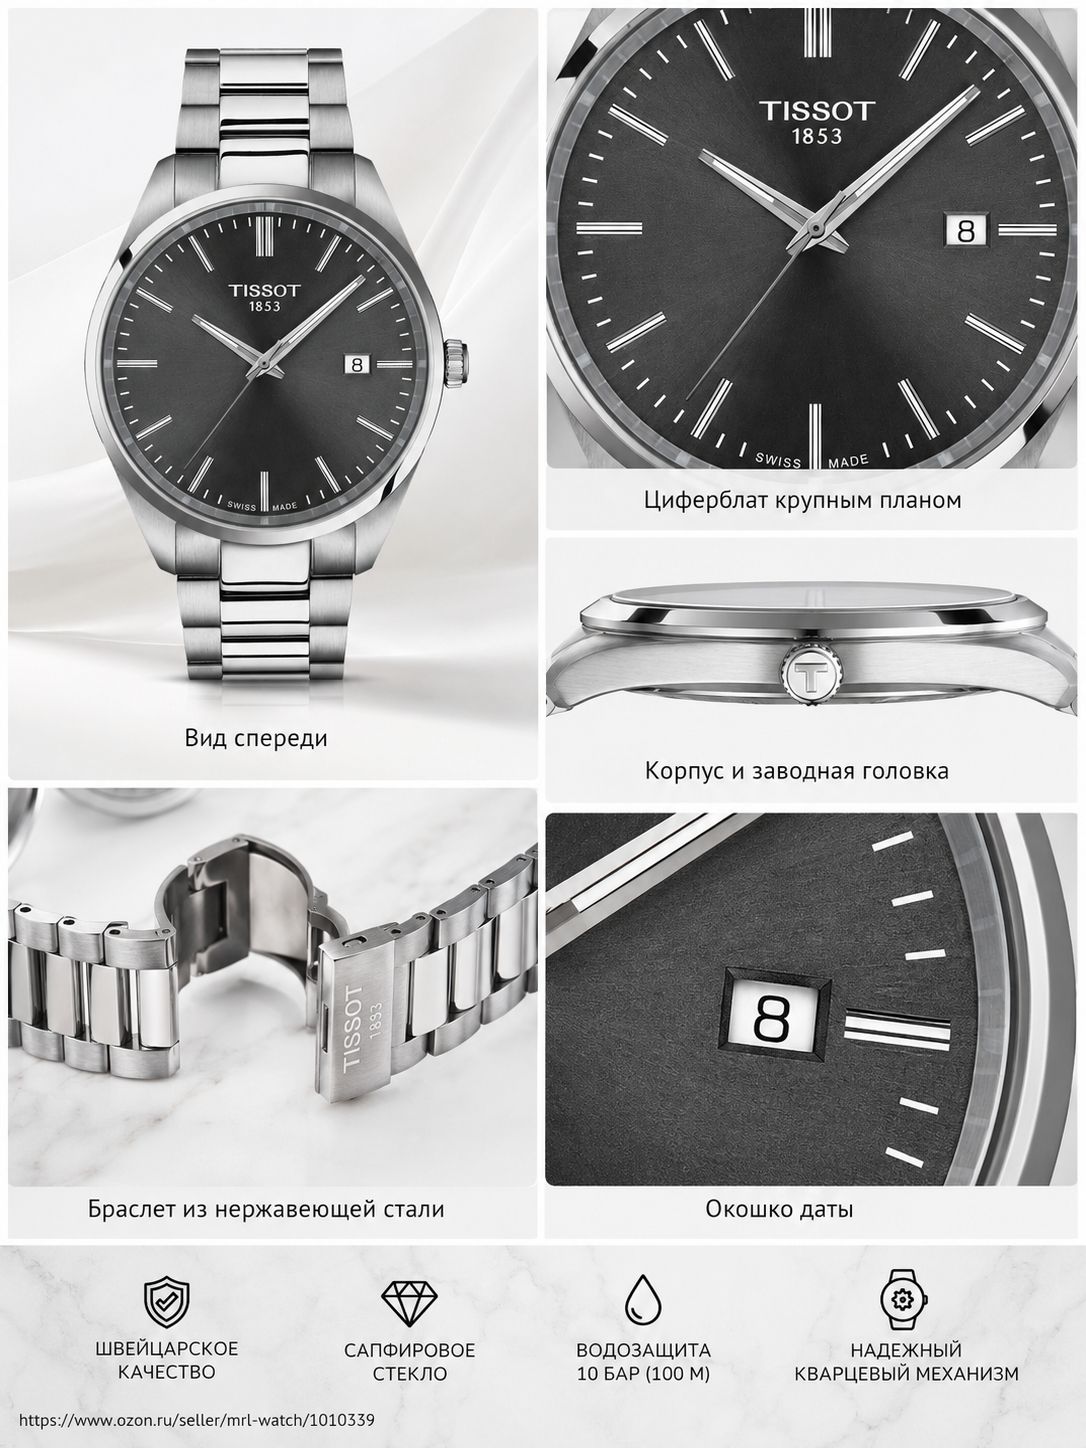 TISSOT
1853
8
SWISS MADE
Вид спереди
TISSOT
1853
8
SWISS MADE
Циферблат крупным планом
T
Корпус и заводная головка
TISSOT
1893
Браслет из нержавеющей стали
8
Окошко даты
ШВЕЙЦАРСКОЕ
КАЧЕСТВО
САПФИРОВОЕ
СТЕКЛО
ВОДОЗАЩИТА
10 БАР (100 М)
НАДЕЖНЫЙ
КВАРЦЕВЫЙ МЕХАНИЗМ
https://www.ozon.ru/seller/mrl-watch/1010339